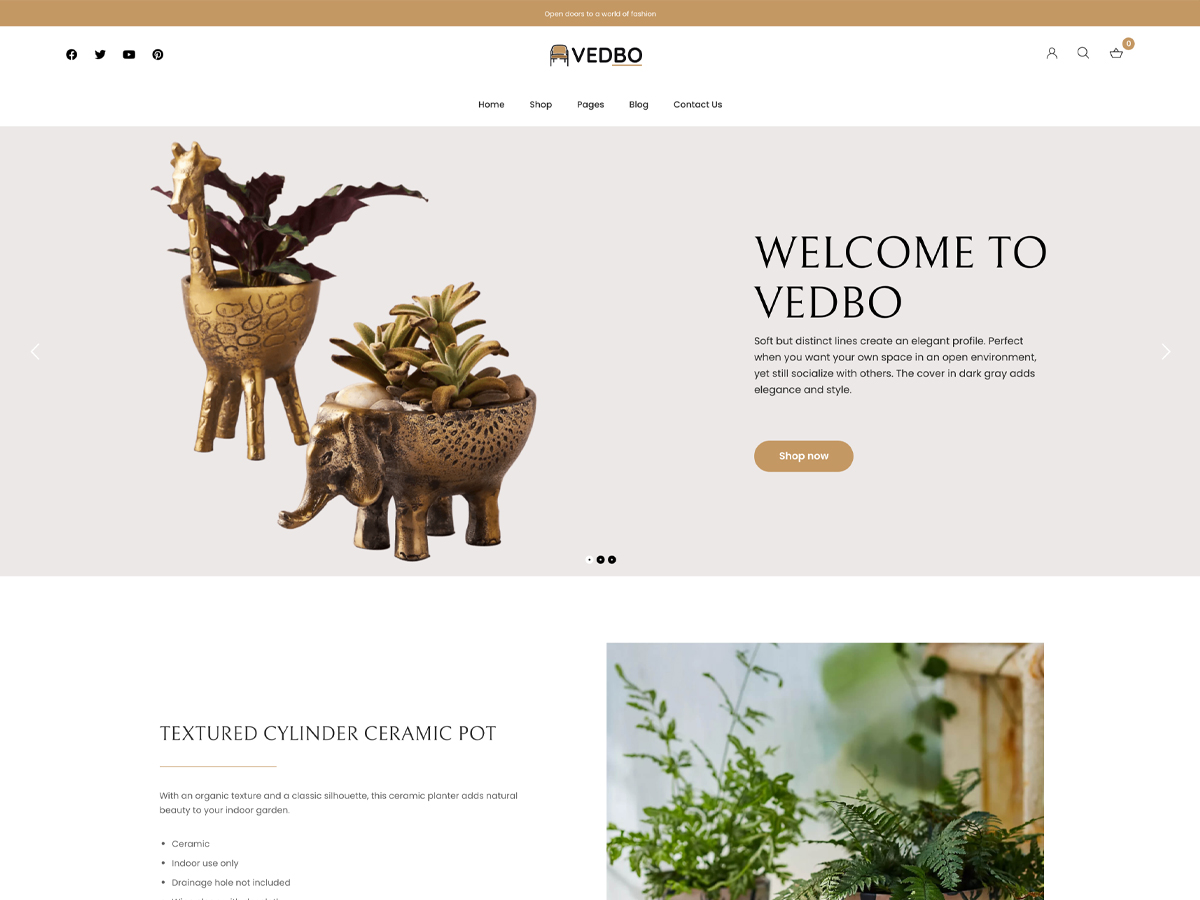 Open doors to a world of fashion
VEDBO
0
Home Shop Pages Blog Contact Us
WELCOME TO
VEDBO
Soft but distinct lines create an elegant profile. Perfect
when you want your own space in an open environment,
yet still socialize with others. The cover in dark gray adds
elegance and style.
Shop now
TEXTURED CYLINDER CERAMIC POT
With an organic texture and a classic silhouette, this ceramic planter adds natural
beauty to your indoor garden.
• Ceramic
• Indoor use only
• Drainage hole not included